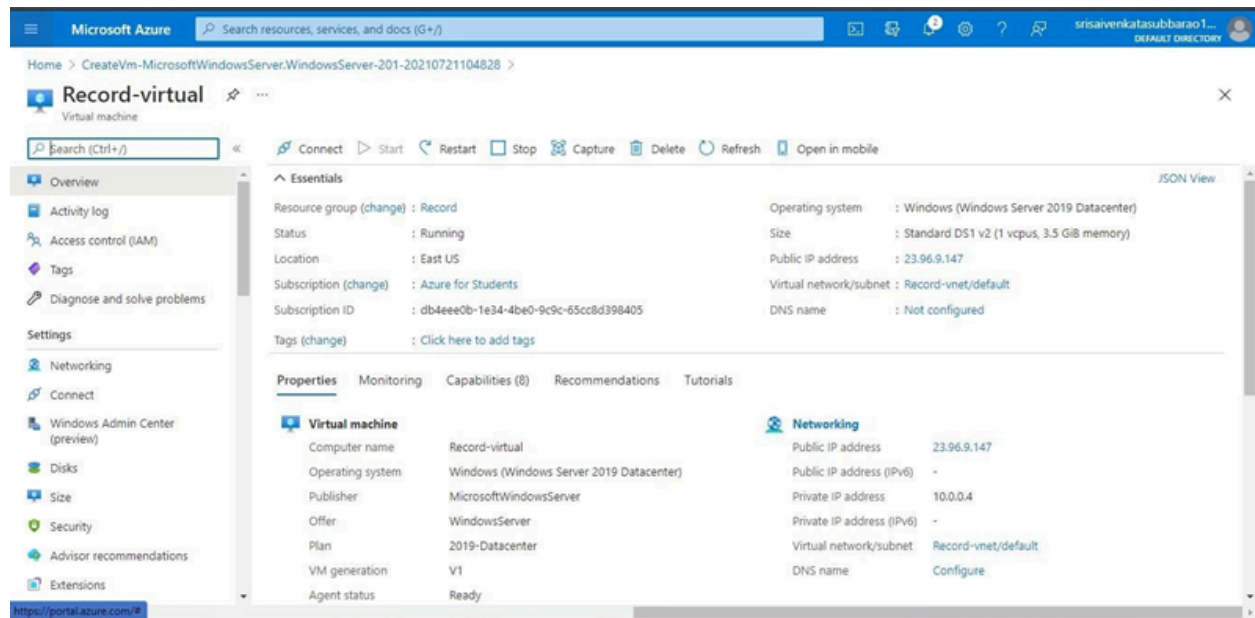 Microsoft Azure
Search resources, services, and docs (G+/)
2
srisaivenkatasubbarao1...
DEFAULT DIRECTORY
Home > CreateVm-MicrosoftWindowsServer.WindowsServer-201-20210721104828 >
Record-virtual
Virtual machine
Search (Ctrl+/)
Overview
Activity log
Access control (IAM)
Tags
Diagnose and solve problems
Settings
Networking
Connect
Windows Admin Center
(preview)
Disks
Size
Security
Advisor recommendations
Extensions
https://portal.azure.com/#
Connect Start Restart Stop Capture Delete Refresh Open in mobile
Essentials
JSON View
Resource group (change) : Record
Status : Running
Location : East US
Subscription (change) : Azure for Students
Subscription ID : db4eee0b-1e34-4be0-9c9c-65cc8d398405
Tags (change) : Click here to add tags
Operating system : Windows (Windows Server 2019 Datacenter)
Size : Standard DS1 v2 (1 vcpus, 3.5 GiB memory)
Public IP address : 23.96.9.147
Virtual network/subnet : Record-vnet/default
DNS name : Not configured
Properties Monitoring Capabilities (8) Recommendations Tutorials
Virtual machine
Computer name Record-virtual
Operating system Windows (Windows Server 2019 Datacenter)
Publisher MicrosoftWindowsServer
Offer WindowsServer
Plan 2019-Datacenter
VM generation V1
Agent status Ready
Networking
Public IP address 23.96.9.147
Public IP address (IPv6) -
Private IP address 10.0.0.4
Private IP address (IPv6) -
Virtual network/subnet Record-vnet/default
DNS name Configure